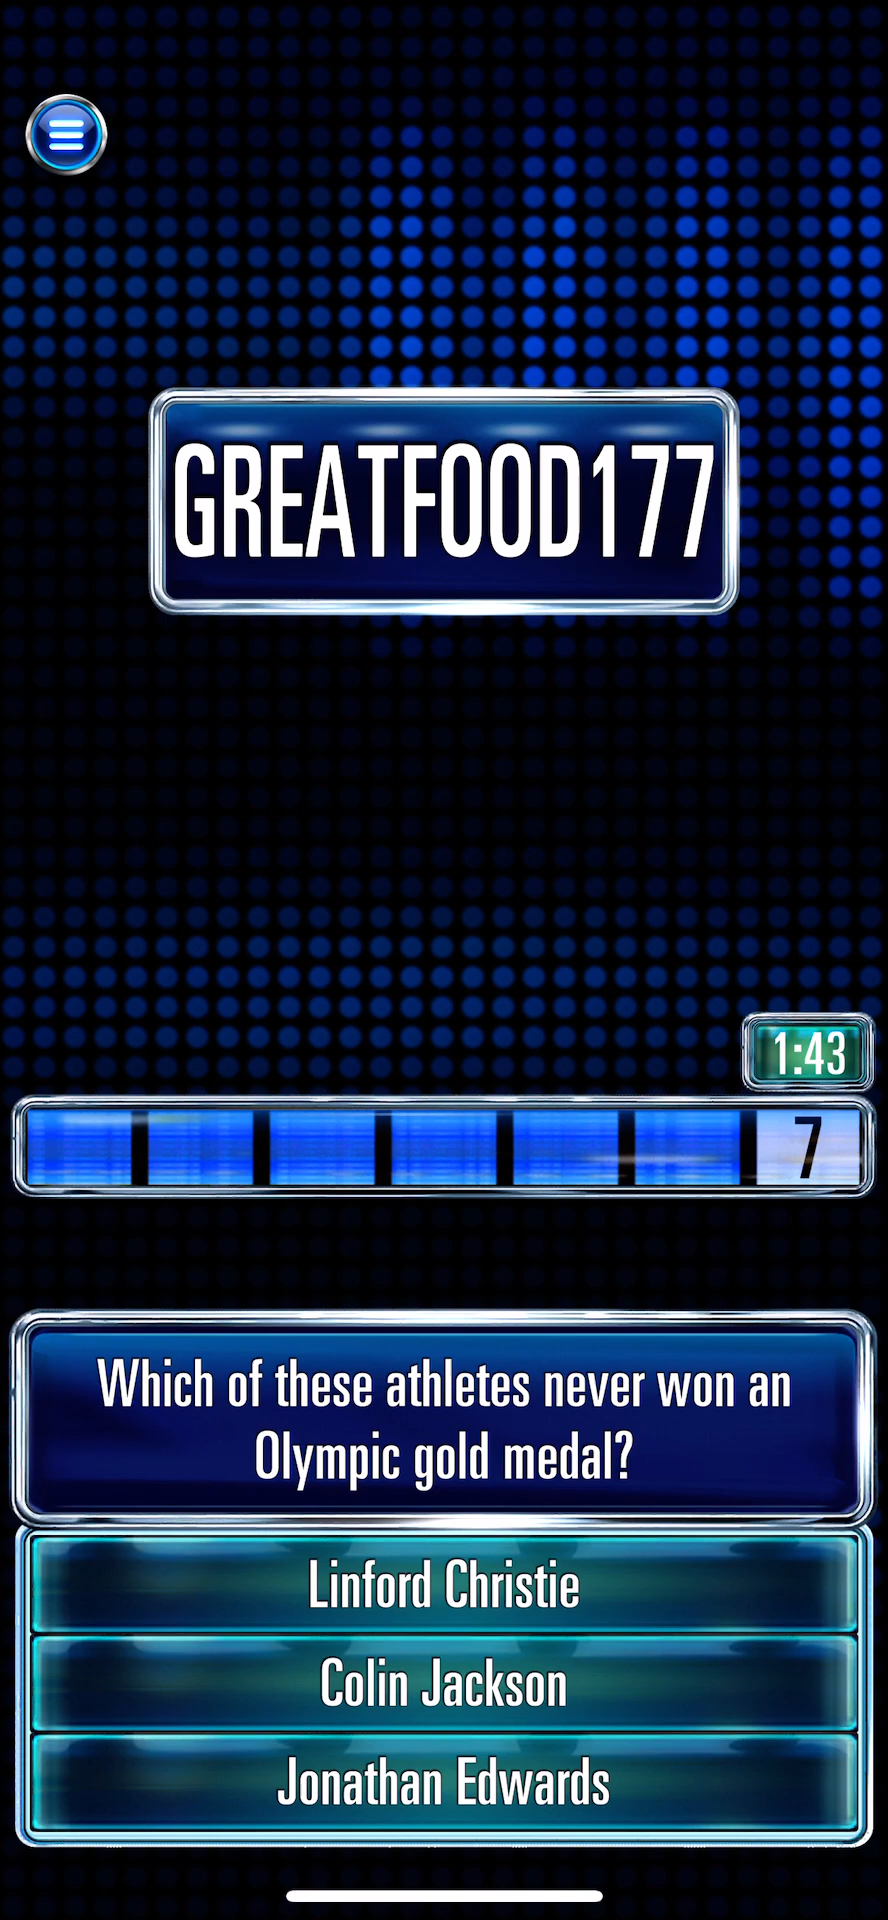 GREATFOOD177
1:43
7
Which of these athletes never won an
Olympic gold medal?
Linford Christie
Colin Jackson
Jonathan Edwards